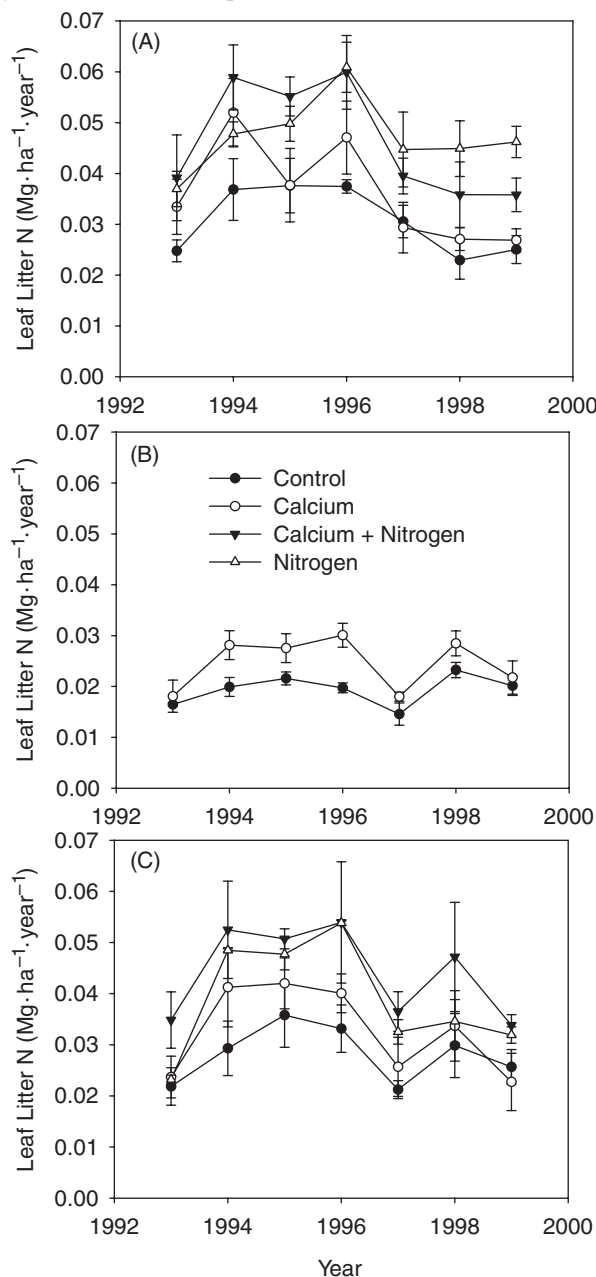 (A)
Leaf Litter N (Mg·ha⁻¹·year⁻¹)
0.07
0.06
0.05
0.04
0.03
0.02
0.01
0.00
1992 1994 1996 1998 2000
(B)
Leaf Litter N (Mg·ha⁻¹·year⁻¹)
0.07
0.06
0.05
0.04
0.03
0.02
0.01
0.00
Control
Calcium
Calcium + Nitrogen
Nitrogen
1992 1994 1996 1998 2000
(C)
Leaf Litter N (Mg·ha⁻¹·year⁻¹)
0.07
0.06
0.05
0.04
0.03
0.02
0.01
0.00
1992 1994 1996 1998 2000
Year